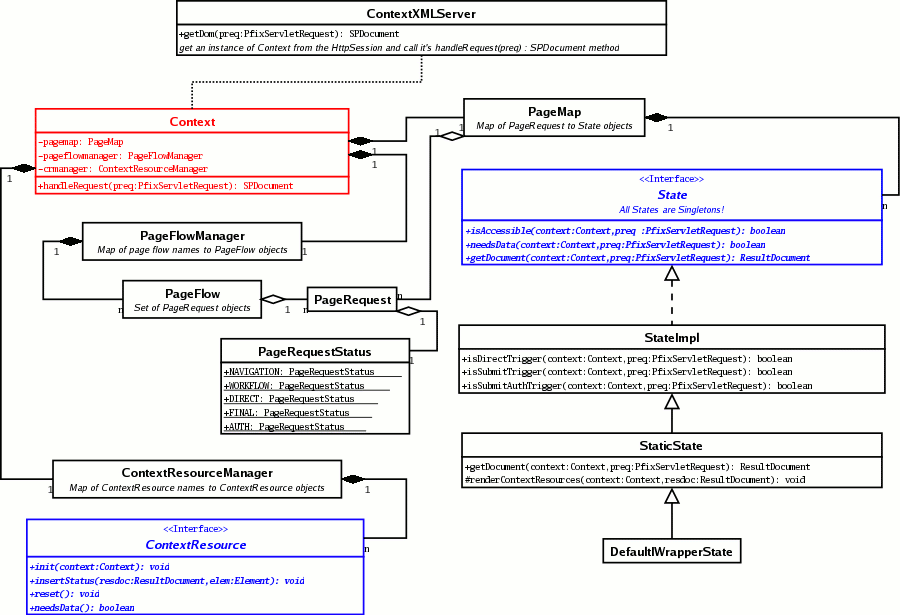 ContextXMLServer
+getDom(preq:PfixServletRequest): SPDocument
get an instance of Context from the HttpSession and call it's handleRequest(preq) : SPDocument method
Context
-pagemap: PageMap
-pageflowmanager: PageFlowManager
-crmanager: ContextResourceManager
+handleRequest(preq:PfixServletRequest): SPDocument
1
1
1
PageMap
Map of PageRequest to State objects
1
1
1
n
<<Interface>>
State
All States are Singletons!
+isAccessible(context:Context,preq :PfixServletRequest): boolean
+needsData(context:Context,preq:PfixServletRequest): boolean
+getDocument(context:Context,preq:PfixServletRequest): ResultDocument
PageFlowManager
Map of page flow names to PageFlow objects
1
1
PageFlow
Set of PageRequest objects
n
1
n
PageRequest
n
1
PageRequestStatus
+NAVIGATION: PageRequestStatus
+WORKFLOW: PageRequestStatus
+DIRECT: PageRequestStatus
+FINAL: PageRequestStatus
+AUTH: PageRequestStatus
1
StateImpl
+isDirectTrigger(context:Context,preq:PfixServletRequest): boolean
+isSubmitTrigger(context:Context,preq:PfixServletRequest): boolean
+isSubmitAuthTrigger(context:Context,preq:PfixServletRequest): boolean
StaticState
+getDocument(context:Context,preq:PfixServletRequest): ResultDocument
#renderContextResources(context:Context,resdoc:ResultDocument): void
DefaultIWrapperState
ContextResourceManager
Map of ContextResource names to ContextResource objects
1
1
n
<<Interface>>
ContextResource
+init(context:Context): void
+insertStatus(resdoc:ResultDocument,elem:Element): void
+reset(): void
+needsData(): boolean